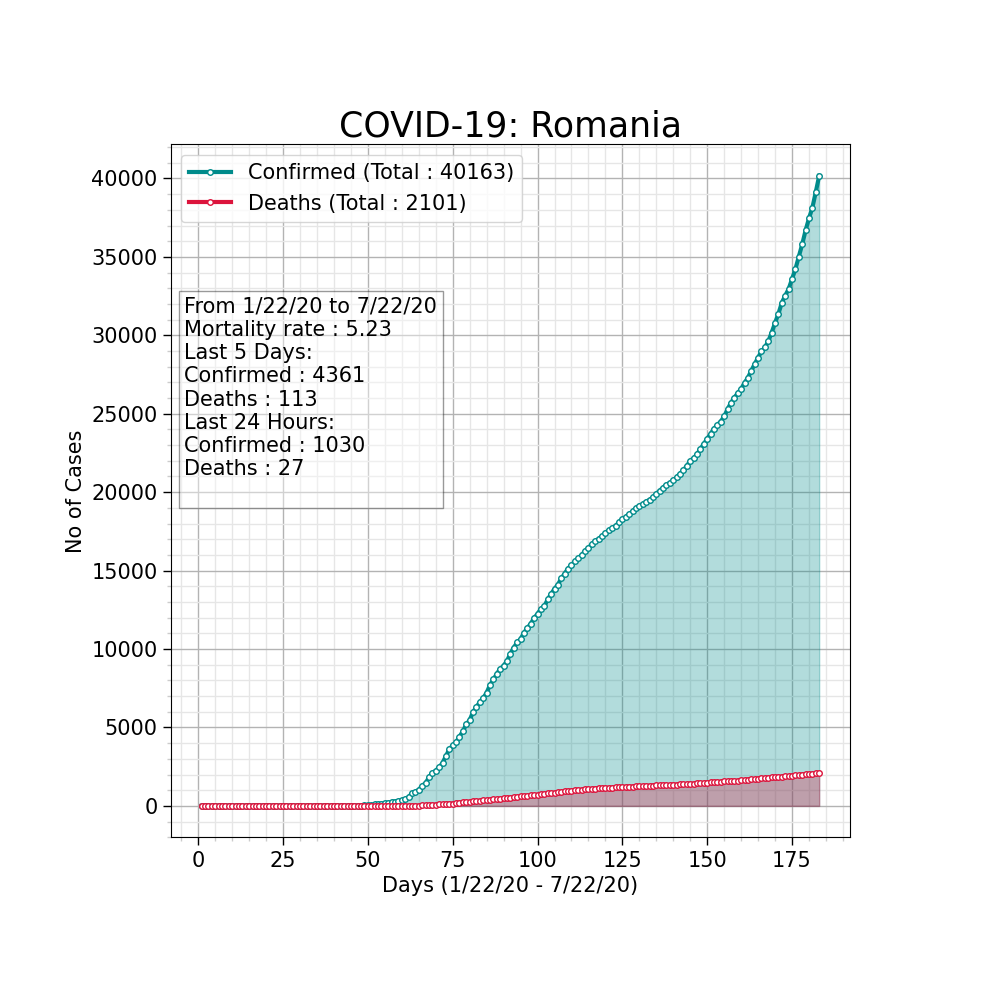 COVID-19: Romania
Confirmed (Total : 40163)
Deaths (Total : 2101)
From 1/22/20 to 7/22/20
Mortality rate : 5.23
Last 5 Days:
Confirmed : 4361
Deaths : 113
Last 24 Hours:
Confirmed : 1030
Deaths : 27
No of Cases
40000
35000
30000
25000
20000
15000
10000
5000
0
0 25 50 75 100 125 150 175
Days (1/22/20 - 7/22/20)